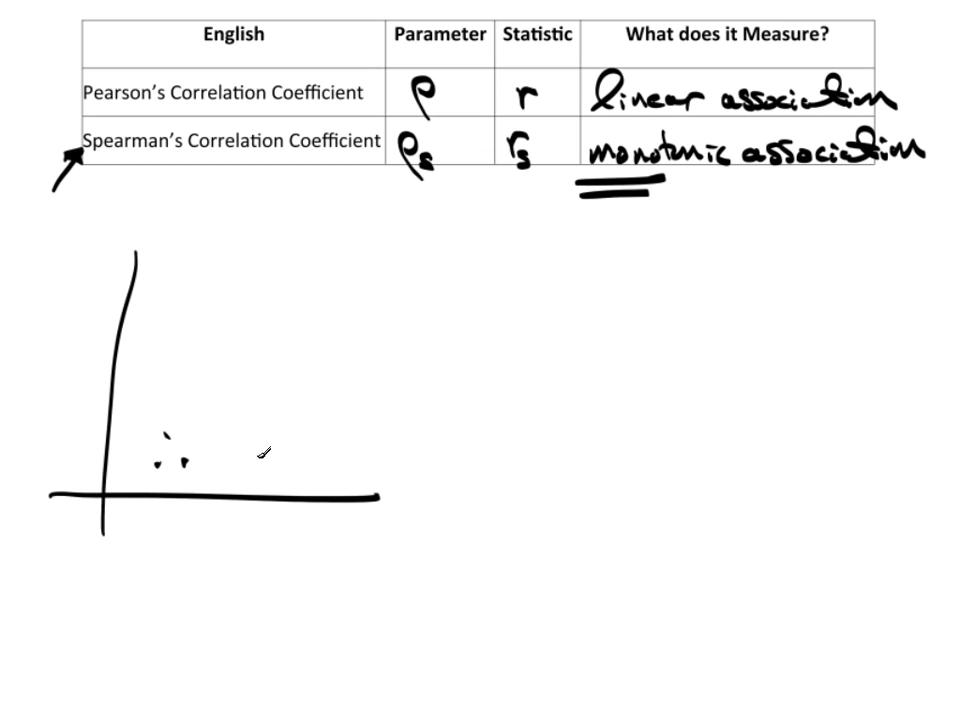 English Parameter Statistic What does it Measure?
Pearson's Correlation Coefficient ρ r linear association
Spearman's Correlation Coefficient ρs rs monotonic association